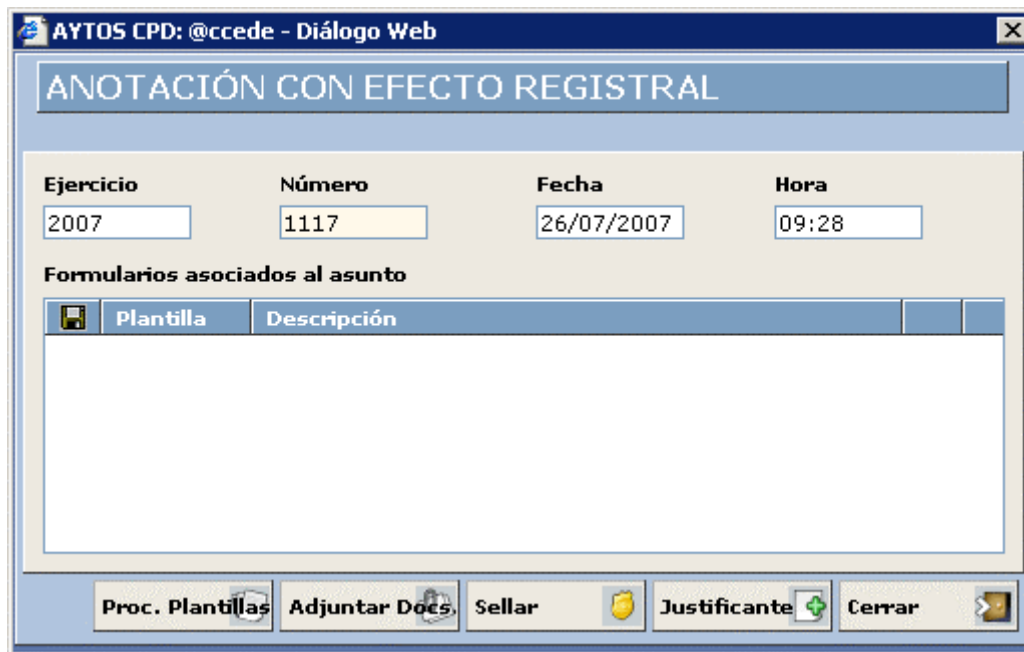 AYTOS CPD: @ccede - Diálogo Web
ANOTACIÓN CON EFECTO REGISTRAL
Ejercicio Número Fecha Hora
2007 1117 26/07/2007 09:28
Formularios asociados al asunto
Plantilla Descripción
Proc. Plantillas Adjuntar Docs. Sellar Justificante Cerrar